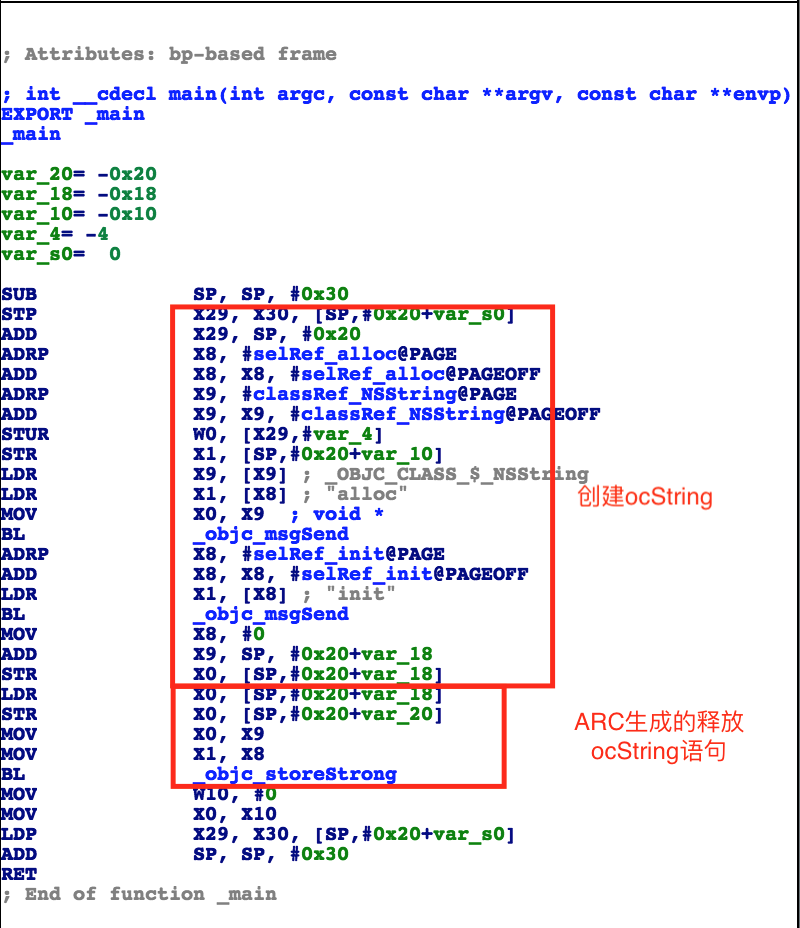 ; Attributes: bp-based frame
; int __cdecl main(int argc, const char **argv, const char **envp)
EXPORT _main
_main
var_20= -0x20
var_18= -0x18
var_10= -0x10
var_4= -4
var_s0=  0
SUB SP, SP, #0x30
STP X29, X30, [SP,#0x20+var_s0]
ADD X29, SP, #0x20
ADRP X8, #selRef_alloc@PAGE
ADD X8, X8, #selRef_alloc@PAGEOFF
ADRP X9, #classRef_NSString@PAGE
ADD X9, X9, #classRef_NSString@PAGEOFF
STUR W0, [X29,#var_4]
STR X1, [SP,#0x20+var_10]
LDR X9, [X9] ; _OBJC_CLASS_$_NSString
LDR X1, [X8] ; "alloc"
创建ocString
MOV X0, X9  ; void *
BL _objc_msgSend
ADRP X8, #selRef_init@PAGE
ADD X8, X8, #selRef_init@PAGEOFF
LDR X1, [X8] ; "init"
BL _objc_msgSend
MOV X8, #0
ADD X9, SP, #0x20+var_18
STR X0, [SP,#0x20+var_18]
LDR X0, [SP,#0x20+var_18]
STR X0, [SP,#0x20+var_20]
ARC生成的释放
MOV X0, X9
ocString语句
MOV X1, X8
BL _objc_storeStrong
MOV W10, #0
MOV X0, X10
LDP X29, X30, [SP,#0x20+var_s0]
ADD SP, SP, #0x30
RET
; End of function _main